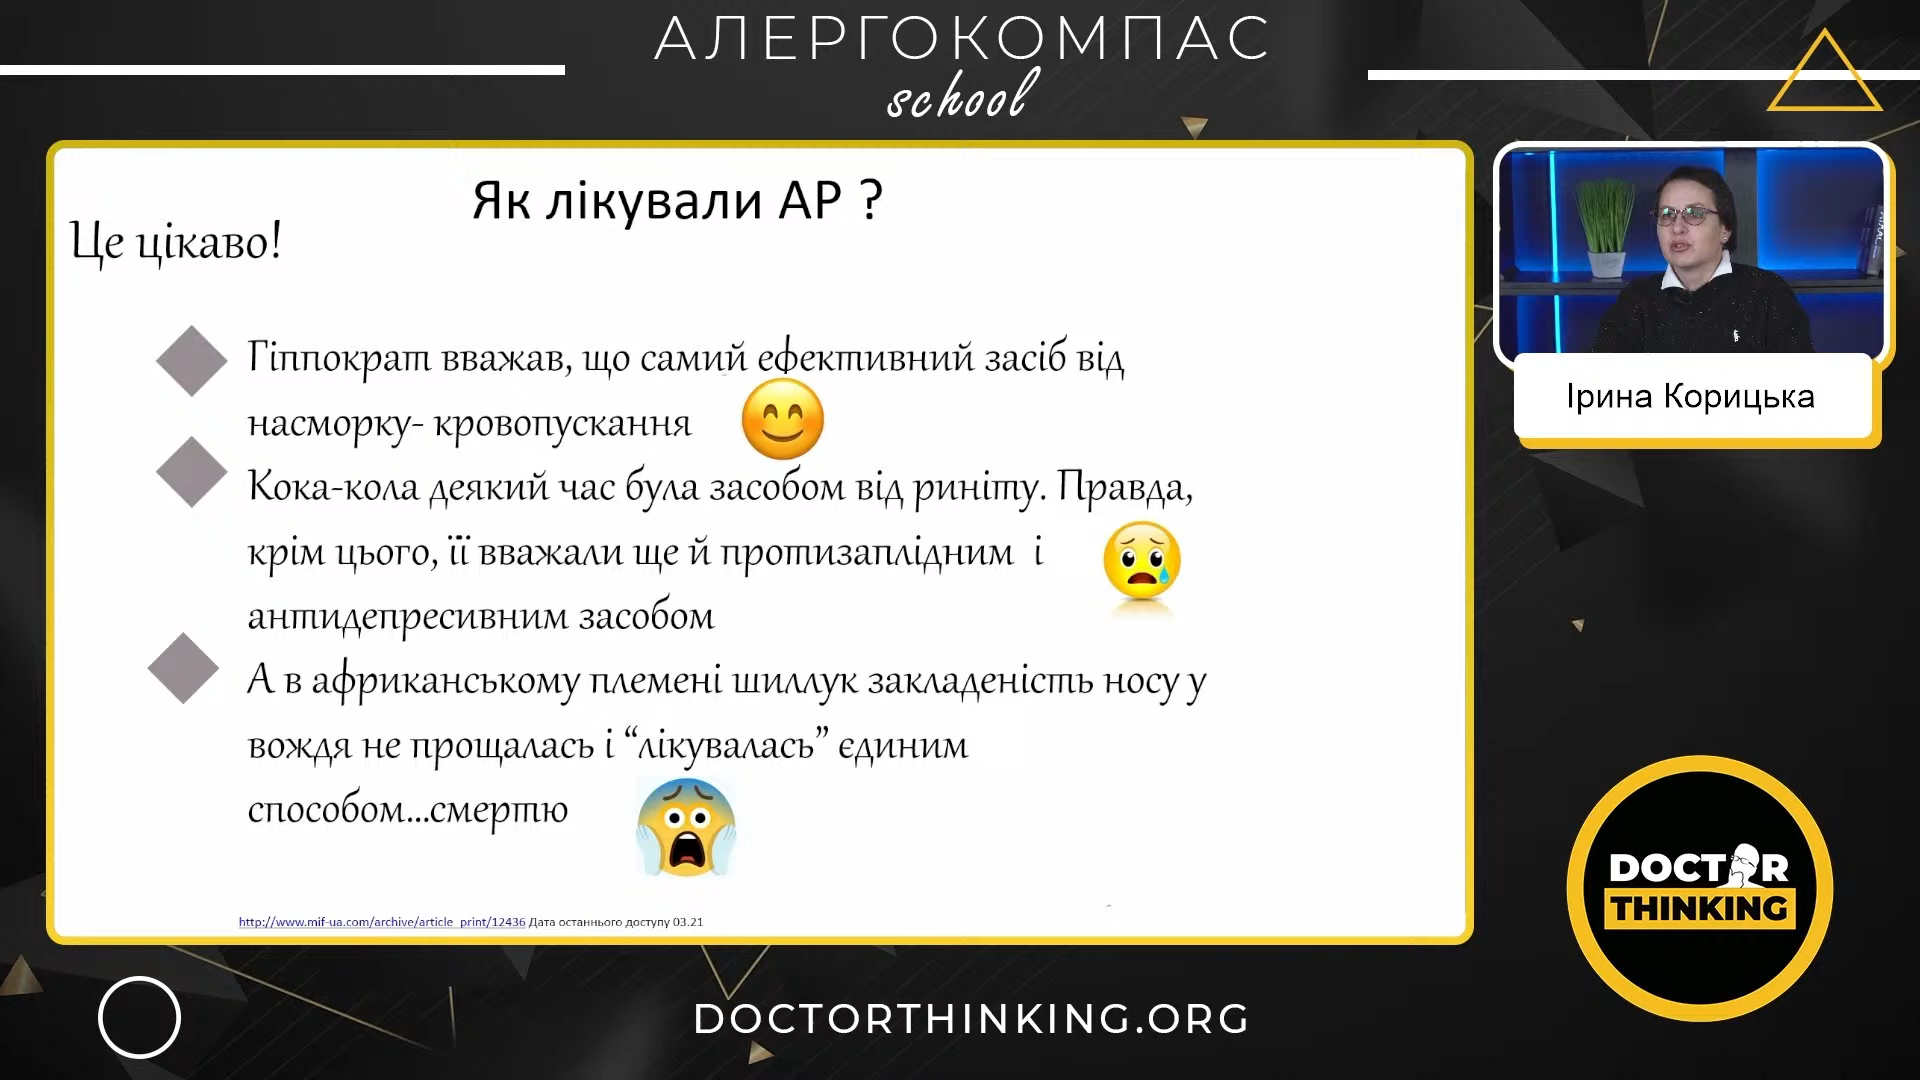 АЛЕРГОКОМПАС
school
Як лікували АР ?
Це цікаво!
Гіппократ вважав, що самий ефективний засіб від
насморку- кровопускання
Кока-кола деякий час була засобом від риніту. Правда,
крім цього, її вважали ще й протизаплідним і
антидепресивним засобом
А в африканському племені шиллук закладеність носу у
вождя не прощалась і “лікувалась” єдиним
способом...смертю
http://www.mif-ua.com/archive/article_print/12436 Дата останнього доступу 03.21
Ірина Корицька
DOCTOR
THINKING
DOCTORTHINKING.ORG